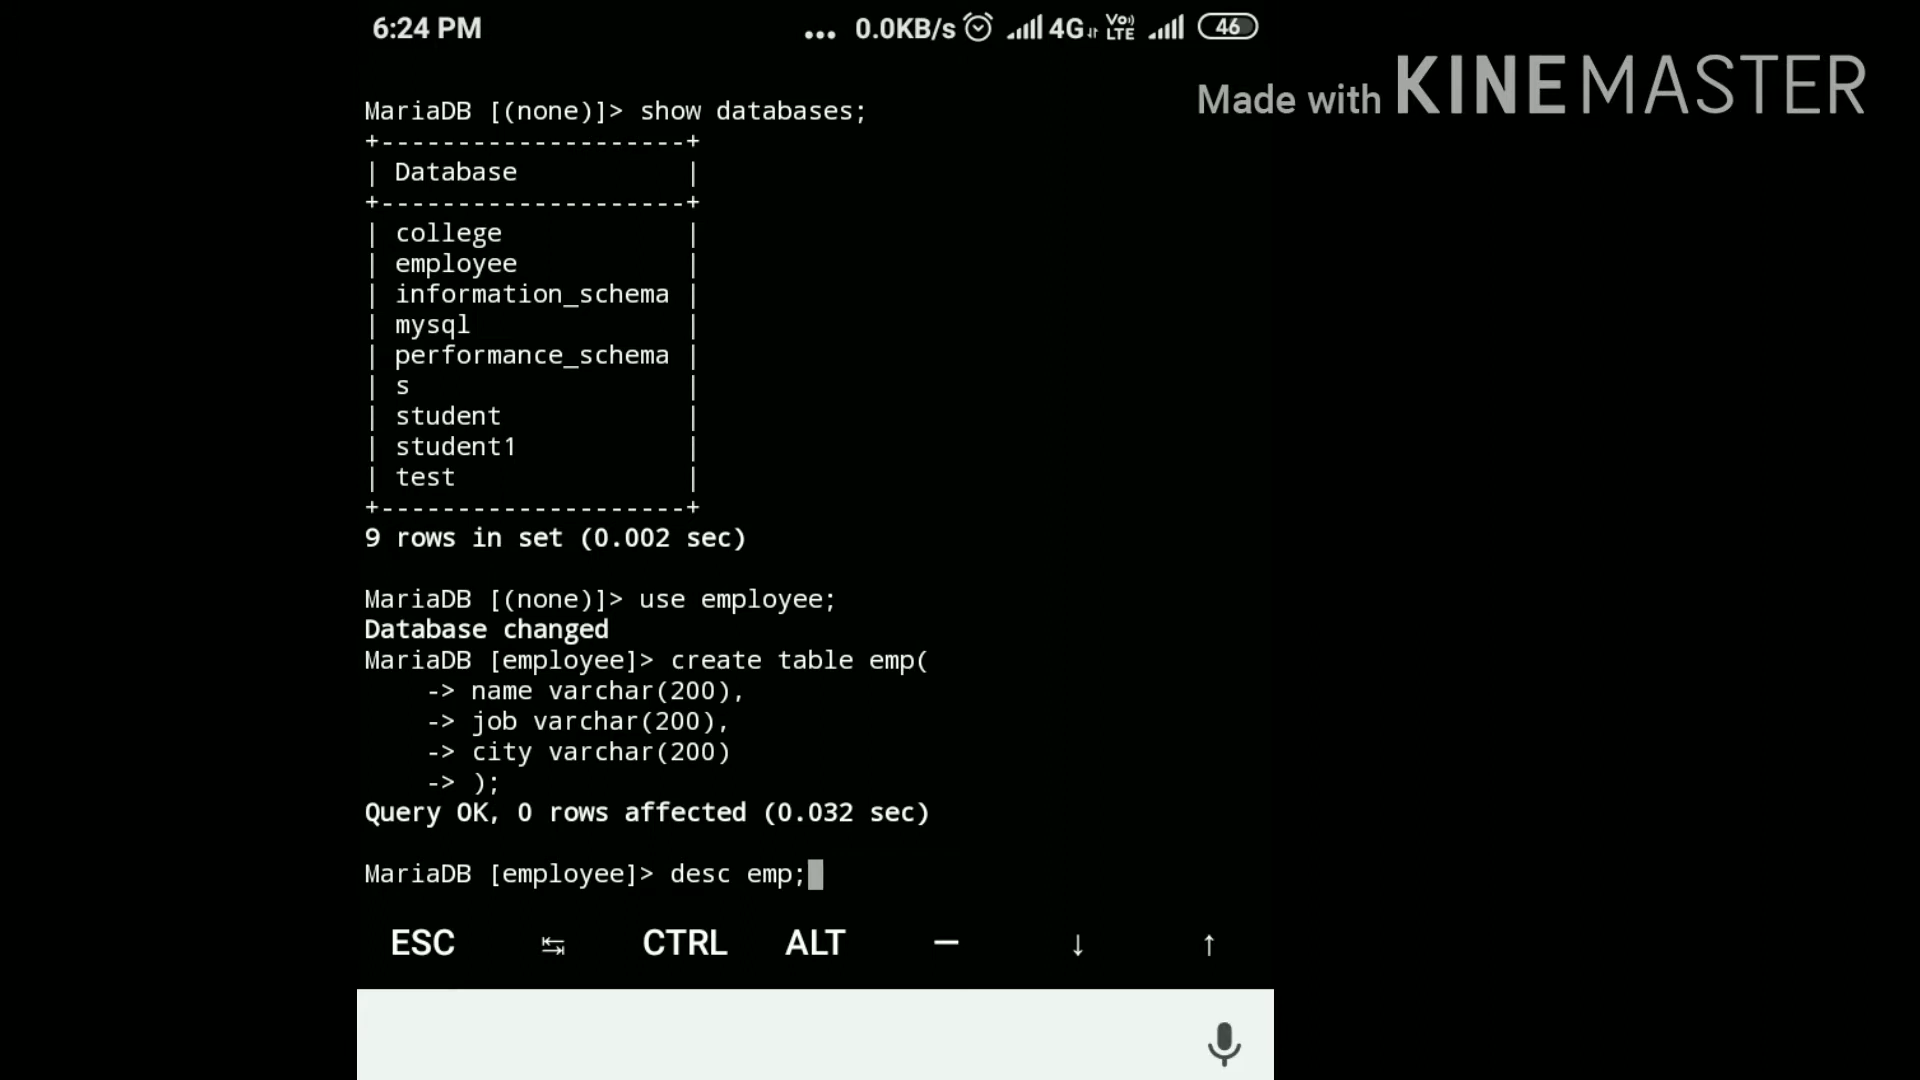 6:24 PM ... 0.0KB/s 4G Vo) LTE 46
Made with KINEMASTER
MariaDB [(none)]> show databases;
+--------------------+
| Database           |
+--------------------+
| college            |
| employee           |
| information_schema |
| mysql              |
| performance_schema |
| s                  |
| student            |
| student1           |
| test               |
+--------------------+
9 rows in set (0.002 sec)
MariaDB [(none)]> use employee;
Database changed
MariaDB [employee]> create table emp(
    -> name varchar(200),
    -> job varchar(200),
    -> city varchar(200)
    -> );
Query OK, 0 rows affected (0.032 sec)
MariaDB [employee]> desc emp;
ESC ↹ CTRL ALT — ↓ ↑